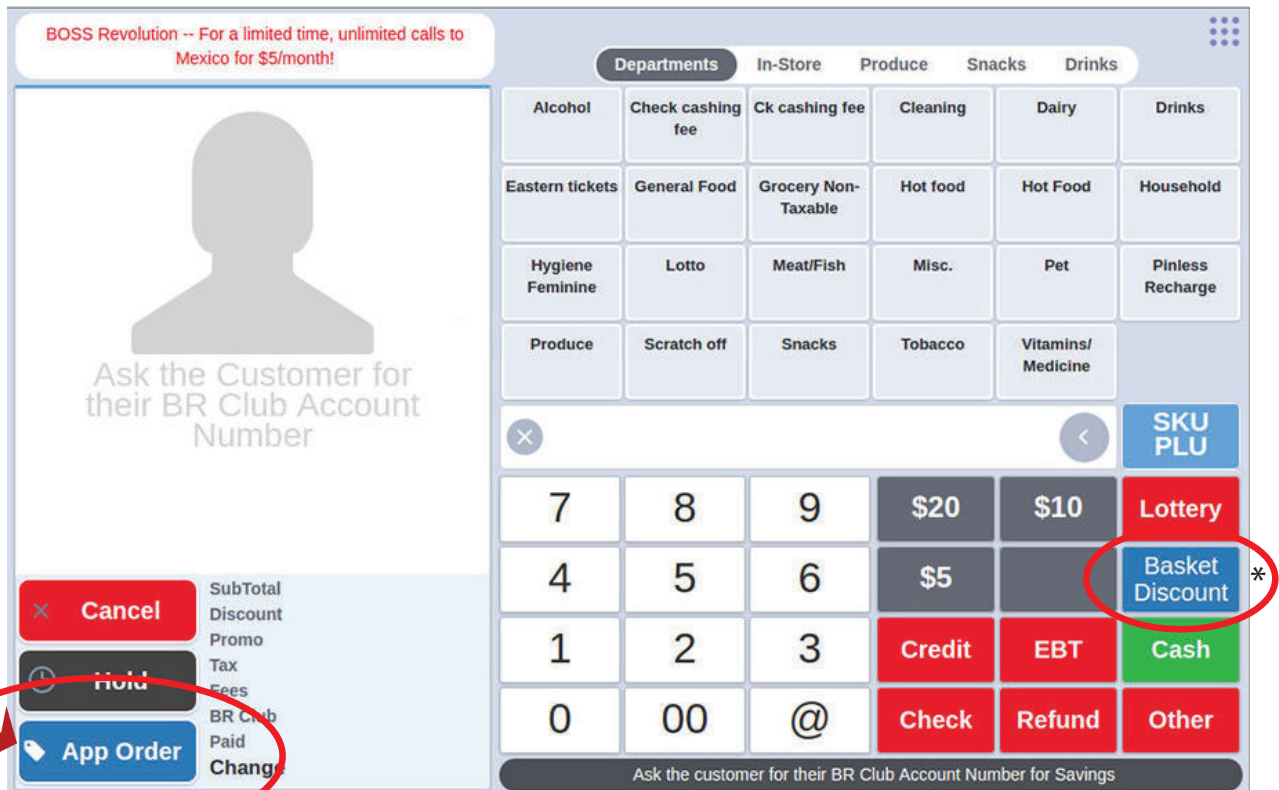 BOSS Revolution -- For a limited time, unlimited calls to
Mexico for $5/month!
Ask the Customer for
their BR Club Account
Number
Cancel
Hold
App Order
SubTotal
Discount
Promo
Tax
Fees
BR Club
Paid
Change
Departments In-Store Produce Snacks Drinks
Alcohol Check cashing Ck cashing fee Cleaning Dairy Drinks
fee
Eastern tickets General Food Grocery Non- Hot food Hot Food Household
Taxable
Hygiene Lotto Meat/Fish Misc. Pet Pinless
Feminine Recharge
Produce Scratch off Snacks Tobacco Vitamins/
Medicine
SKU
PLU
7 8 9 $20 $10 Lottery
4 5 6 $5 Basket
Discount *
1 2 3 Credit EBT Cash
0 00 @ Check Refund Other
Ask the customer for their BR Club Account Number for Savings